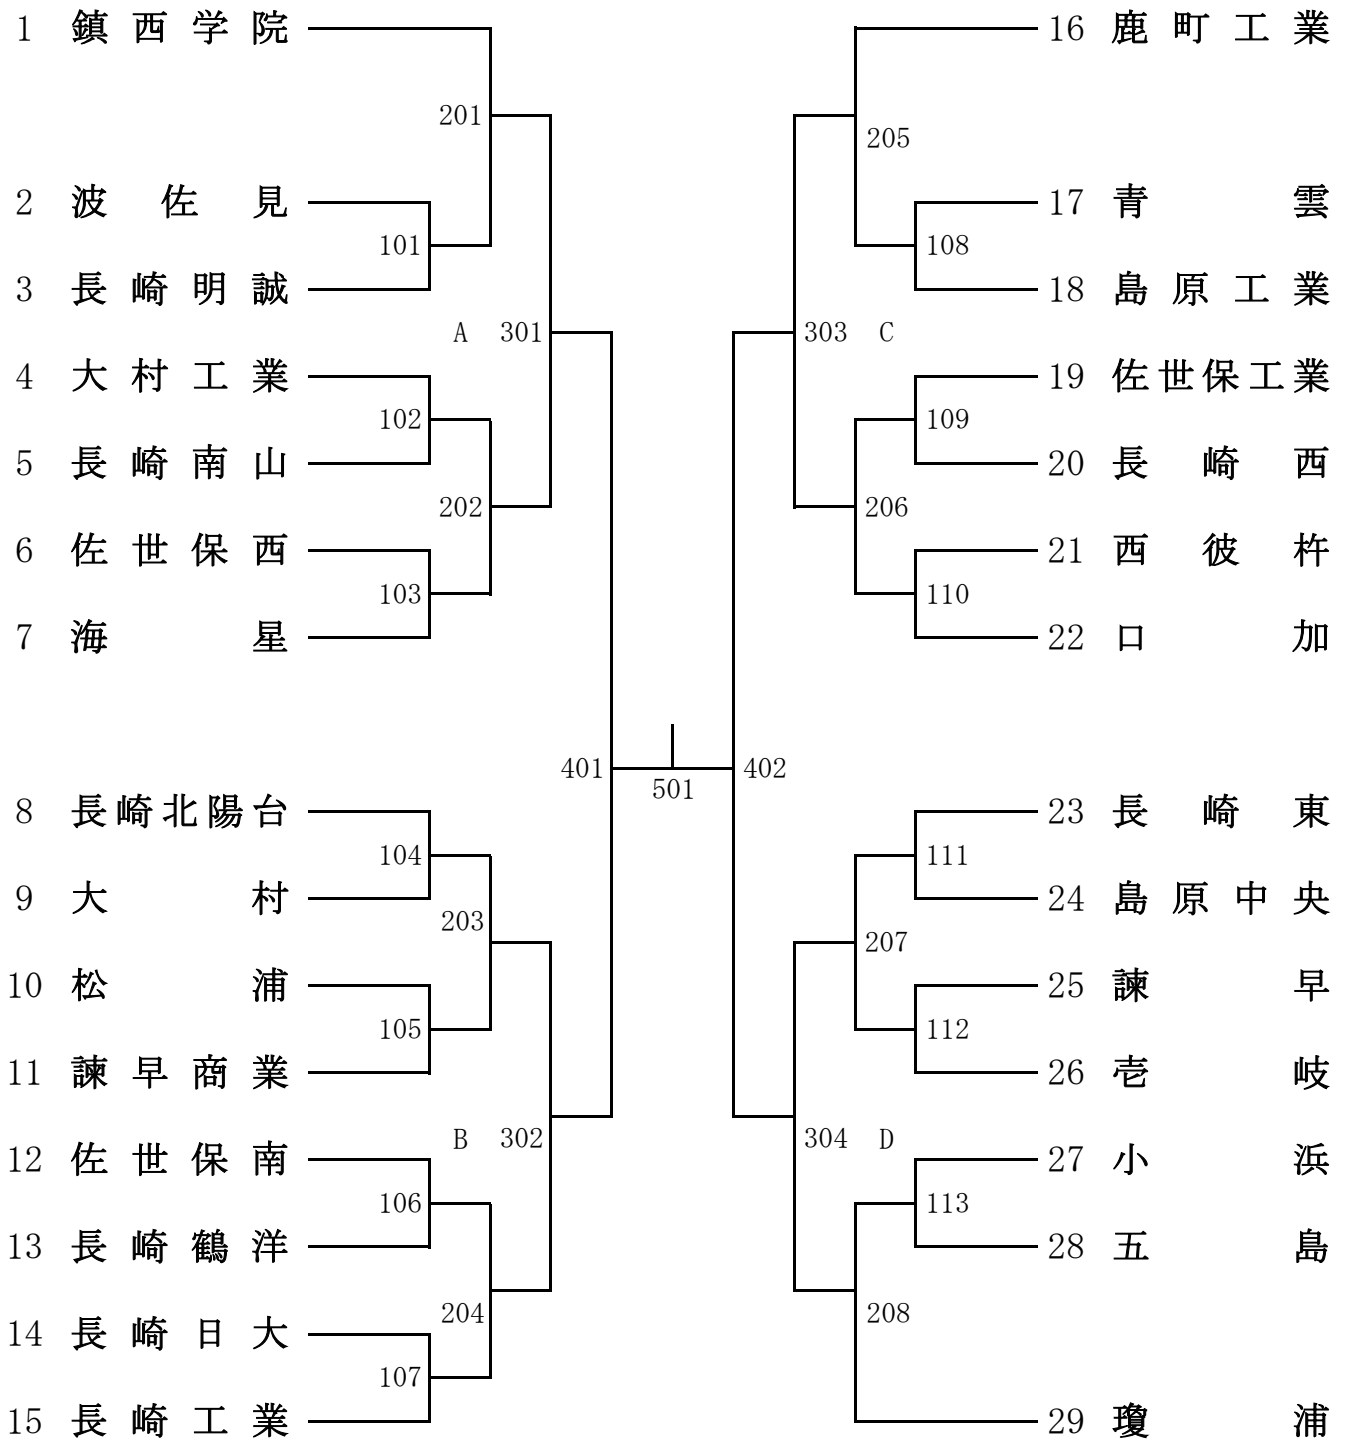 1 鎮西学院
201
2 波佐見
101
3 長崎明誠
A 301
4 大村工業
102
5 長崎南山
202
6 佐世保西
103
7 海星
401
8 長崎北陽台
104
9 大村
203
10 松浦
105
11 諫早商業
B 302
12 佐世保南
106
13 長崎鶴洋
204
14 長崎日大
107
15 長崎工業
501
16 鹿町工業
205
17 青雲
108
18 島原工業
303 C
19 佐世保工業
109
20 長崎西
206
21 西彼杵
110
22 口加
402
23 長崎東
111
24 島原中央
207
25 諫早
112
26 壱岐
304 D
27 小浜
113
28 五島
208
29 瓊浦